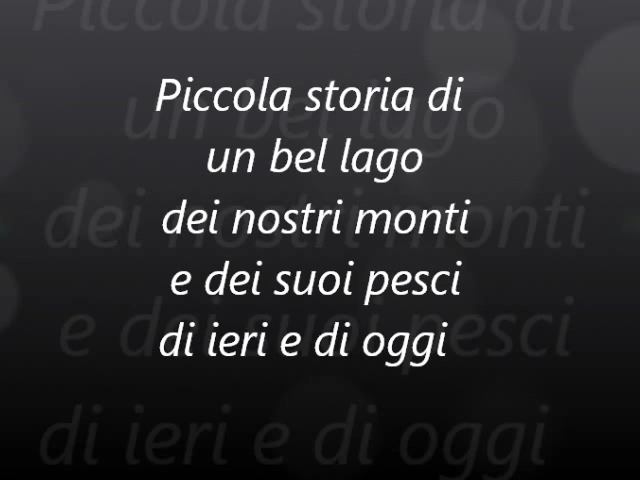 Piccola storia di
un bel lago
dei nostri monti
e dei suoi pesci
di ieri e di oggi